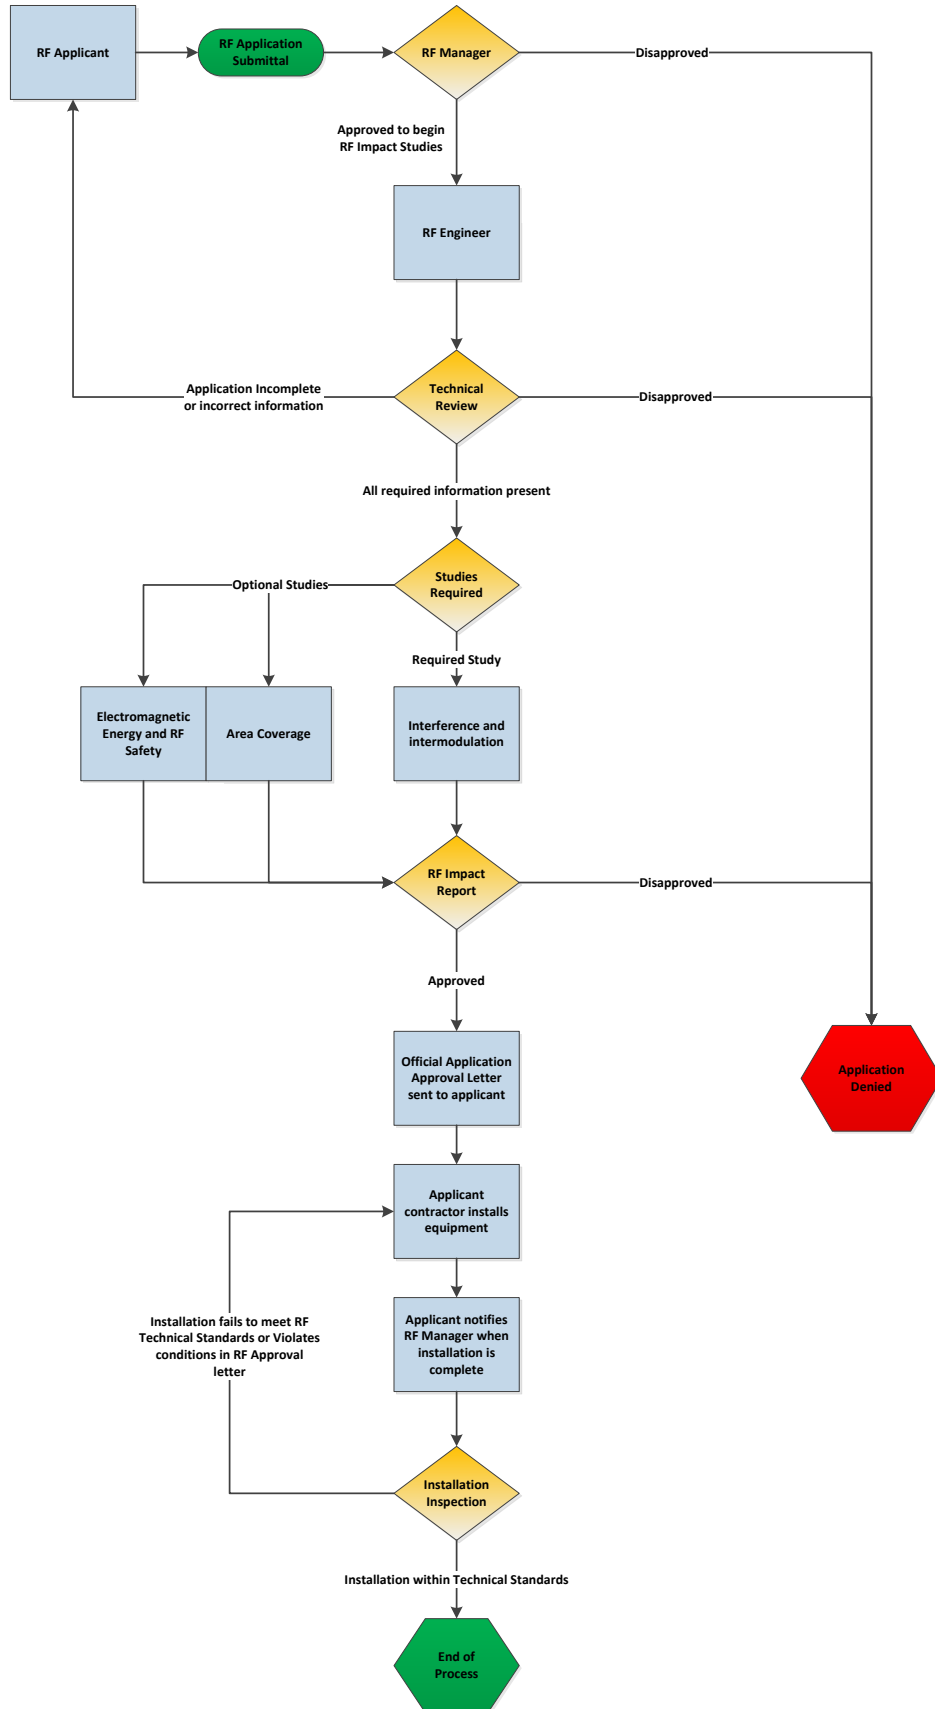 RF Applicant
RF Application
Submittal
RF Manager
Disapproved
Approved to begin
RF Impact Studies
RF Engineer
Application Incomplete
or incorrect information
Technical
Review
Disapproved
All required information present
Optional Studies
Studies
Required
Required Study
Electromagnetic
Energy and RF
Safety
Area Coverage
Interference and
intermodulation
RF Impact
Report
Disapproved
Approved
Official Application
Approval Letter
sent to applicant
Application
Denied
Applicant
contractor installs
equipment
Installation fails to meet RF
Technical Standards or Violates
conditions in RF Approval
letter
Applicant notifies
RF Manager when
installation is
complete
Installation
Inspection
Installation within Technical Standards
End of
Process